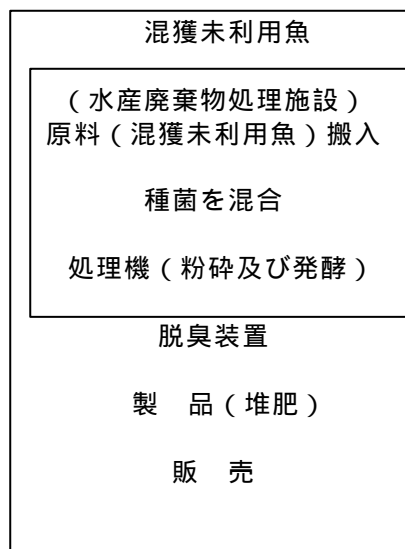 混獲未利用魚
（水産廃棄物処理施設）
原料（混獲未利用魚）搬入
種菌を混合
処理機（粉砕及び発酵）
脱臭装置
製　品（堆肥）
販　売